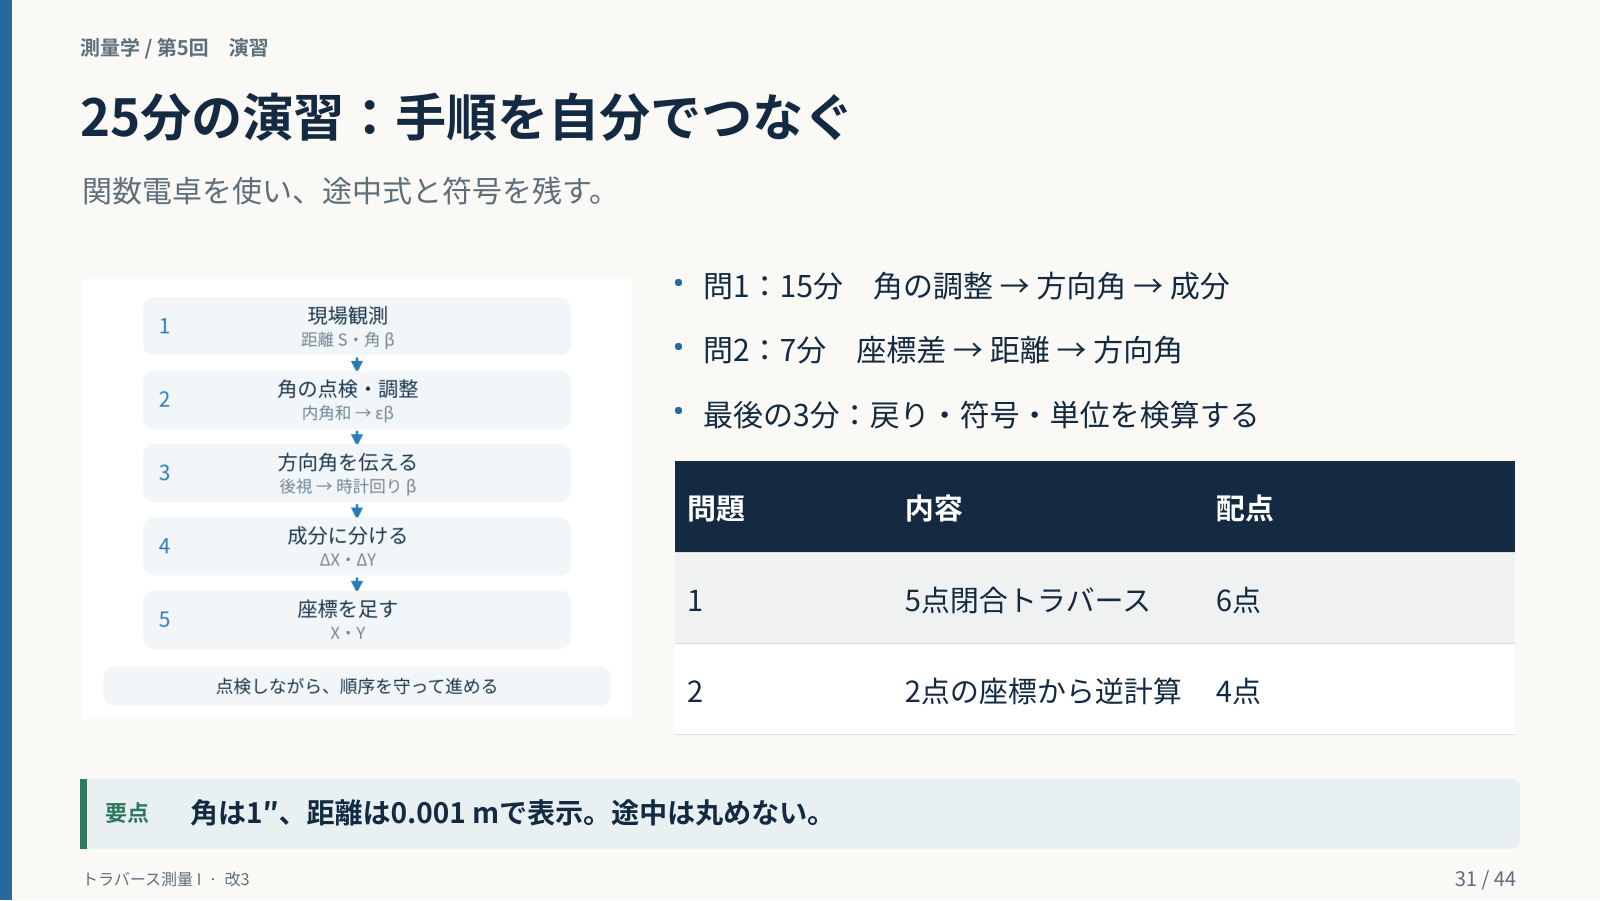 測量学 / 第5回　演習
25分の演習：手順を自分でつなぐ
関数電卓を使い、途中式と符号を残す。
1
現場観測
距離 S・角 β
2
角の点検・調整
内角和 → εβ
3
方向角を伝える
後視 → 時計回り β
4
成分に分ける
ΔX・ΔY
5
座標を足す
X・Y
点検しながら、順序を守って進める
• 問1：15分　角の調整 → 方向角 → 成分
• 問2：7分　座標差 → 距離 → 方向角
• 最後の3分：戻り・符号・単位を検算する
問題 内容 配点
1 5点閉合トラバース 6点
2 2点の座標から逆計算 4点
要点 角は1″、距離は0.001 mで表示。途中は丸めない。
トラバース測量 I · 改3
31 / 44